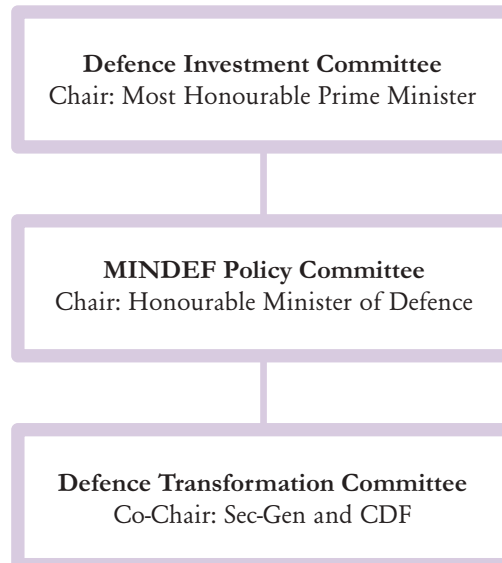 Defence Investment Committee
Chair: Most Honourable Prime Minister
MINDEF Policy Committee
Chair: Honourable Minister of Defence
Defence Transformation Committee
Co-Chair: Sec-Gen and CDF